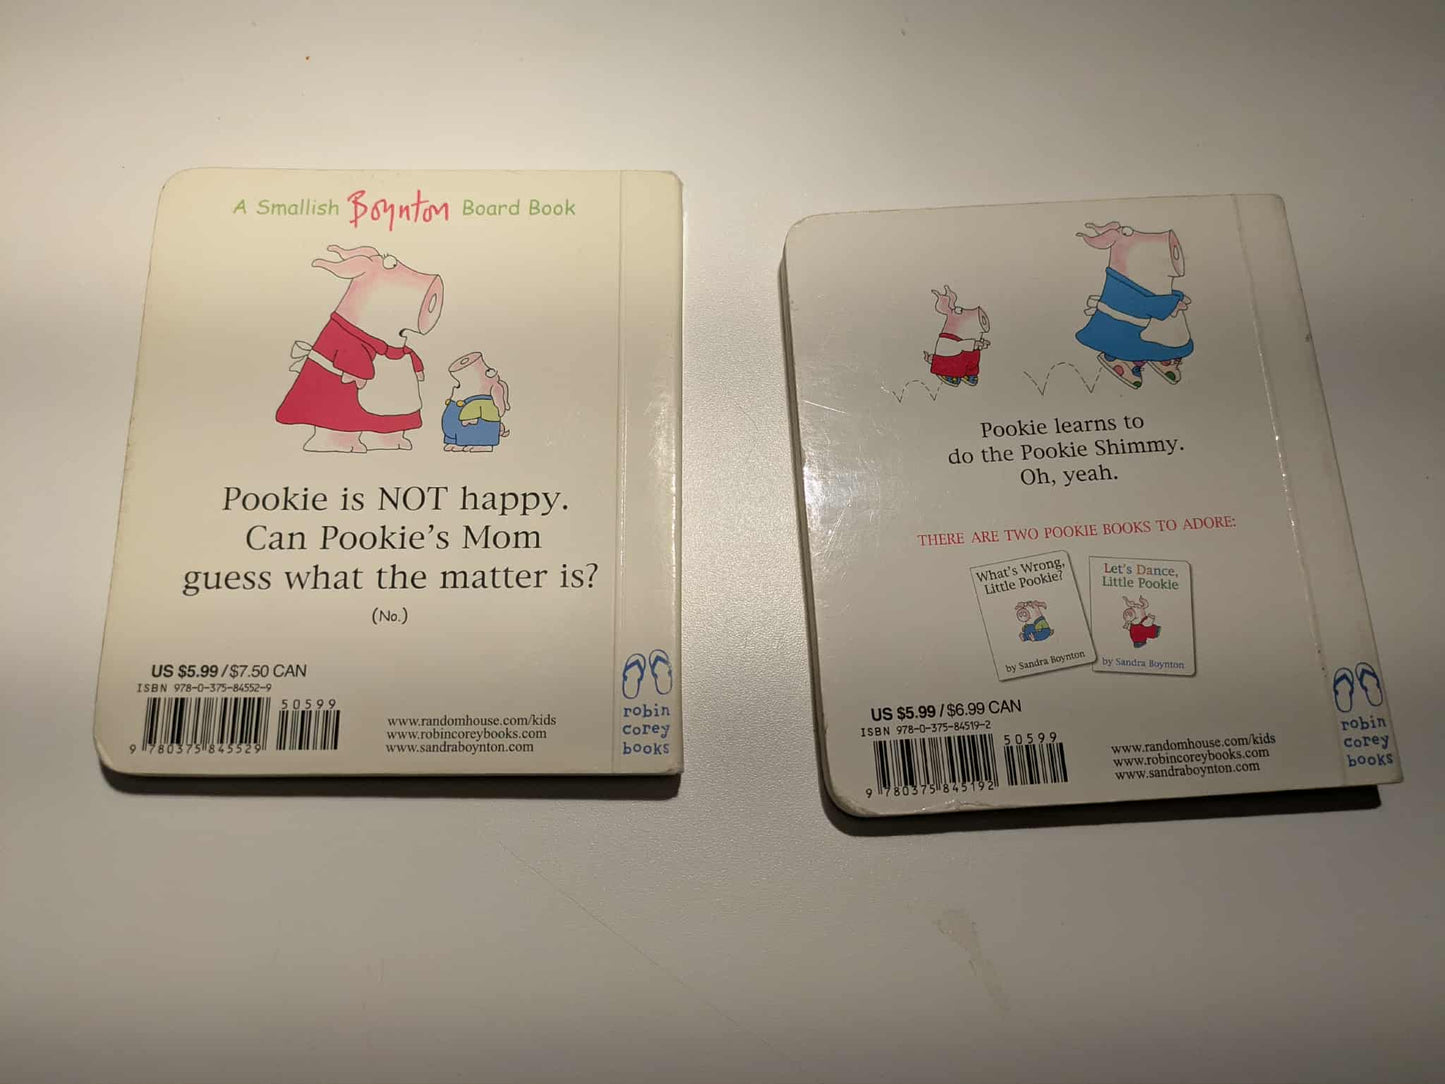 A Smallish Boynton Board Book
Pookie is NOT happy.
Can Pookie's Mom
guess what the matter is?
(No.)
US $5.99 / $7.50 CAN
ISBN 978-0-375-84552-9
50599
9 780375 845529
www.randomhouse.com/kids
www.robincoreybooks.com
www.sandraboynton.com
robin
corey
books
Pookie learns to
do the Pookie Shimmy.
Oh, yeah.
THERE ARE TWO POOKIE BOOKS TO ADORE:
What's Wrong,
Little Pookie?
by Sandra Boynton
Let's Dance,
Little Pookie
by Sandra Boynton
US $5.99 / $6.99 CAN
ISBN 978-0-375-84519-2
50599
9 780375 845192
www.randomhouse.com/kids
www.robincoreybooks.com
www.sandraboynton.com
robin
corey
books